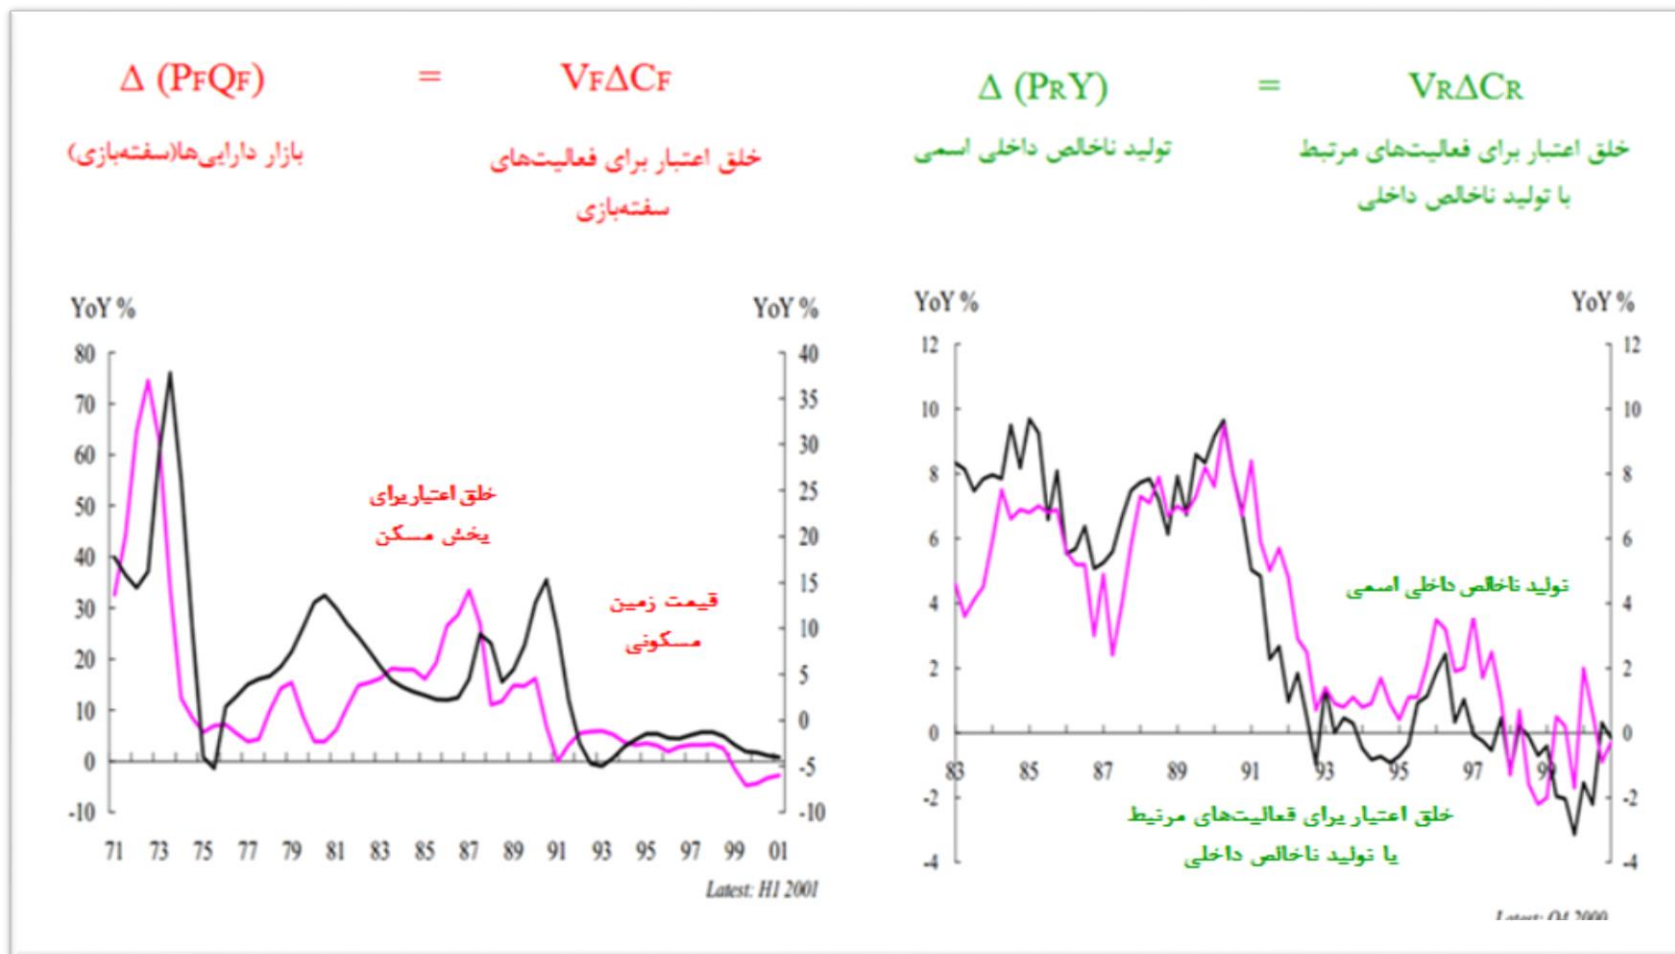 Δ (PFQF) = VFΔCF
بازار دارایی‌ها(سفته‌بازی)
خلق اعتبار برای فعالیت‌های
سفته‌بازی
Δ (PRY) = VRΔCR
تولید ناخالص داخلی اسمی
خلق اعتبار برای فعالیت‌های مرتبط
با تولید ناخالص داخلی
YoY %
YoY %
80
70
60
50
40
30
20
10
0
-10
40
35
30
25
20
15
10
5
0
-5
-10
خلق اعتبار برای
بخش مسکن
قیمت زمین
مسکونی
71 73 75 77 79 81 83 85 87 89 91 93 95 97 99 01
Latest: H1 2001
YoY %
YoY %
12
10
8
6
4
2
0
-2
-4
12
10
8
6
4
2
0
-2
-4
تولید ناخالص داخلی اسمی
83 85 87 89 91 93 95 97 99
خلق اعتبار برای فعالیت‌های مرتبط
با تولید ناخالص داخلی
Latest: Q4 2000